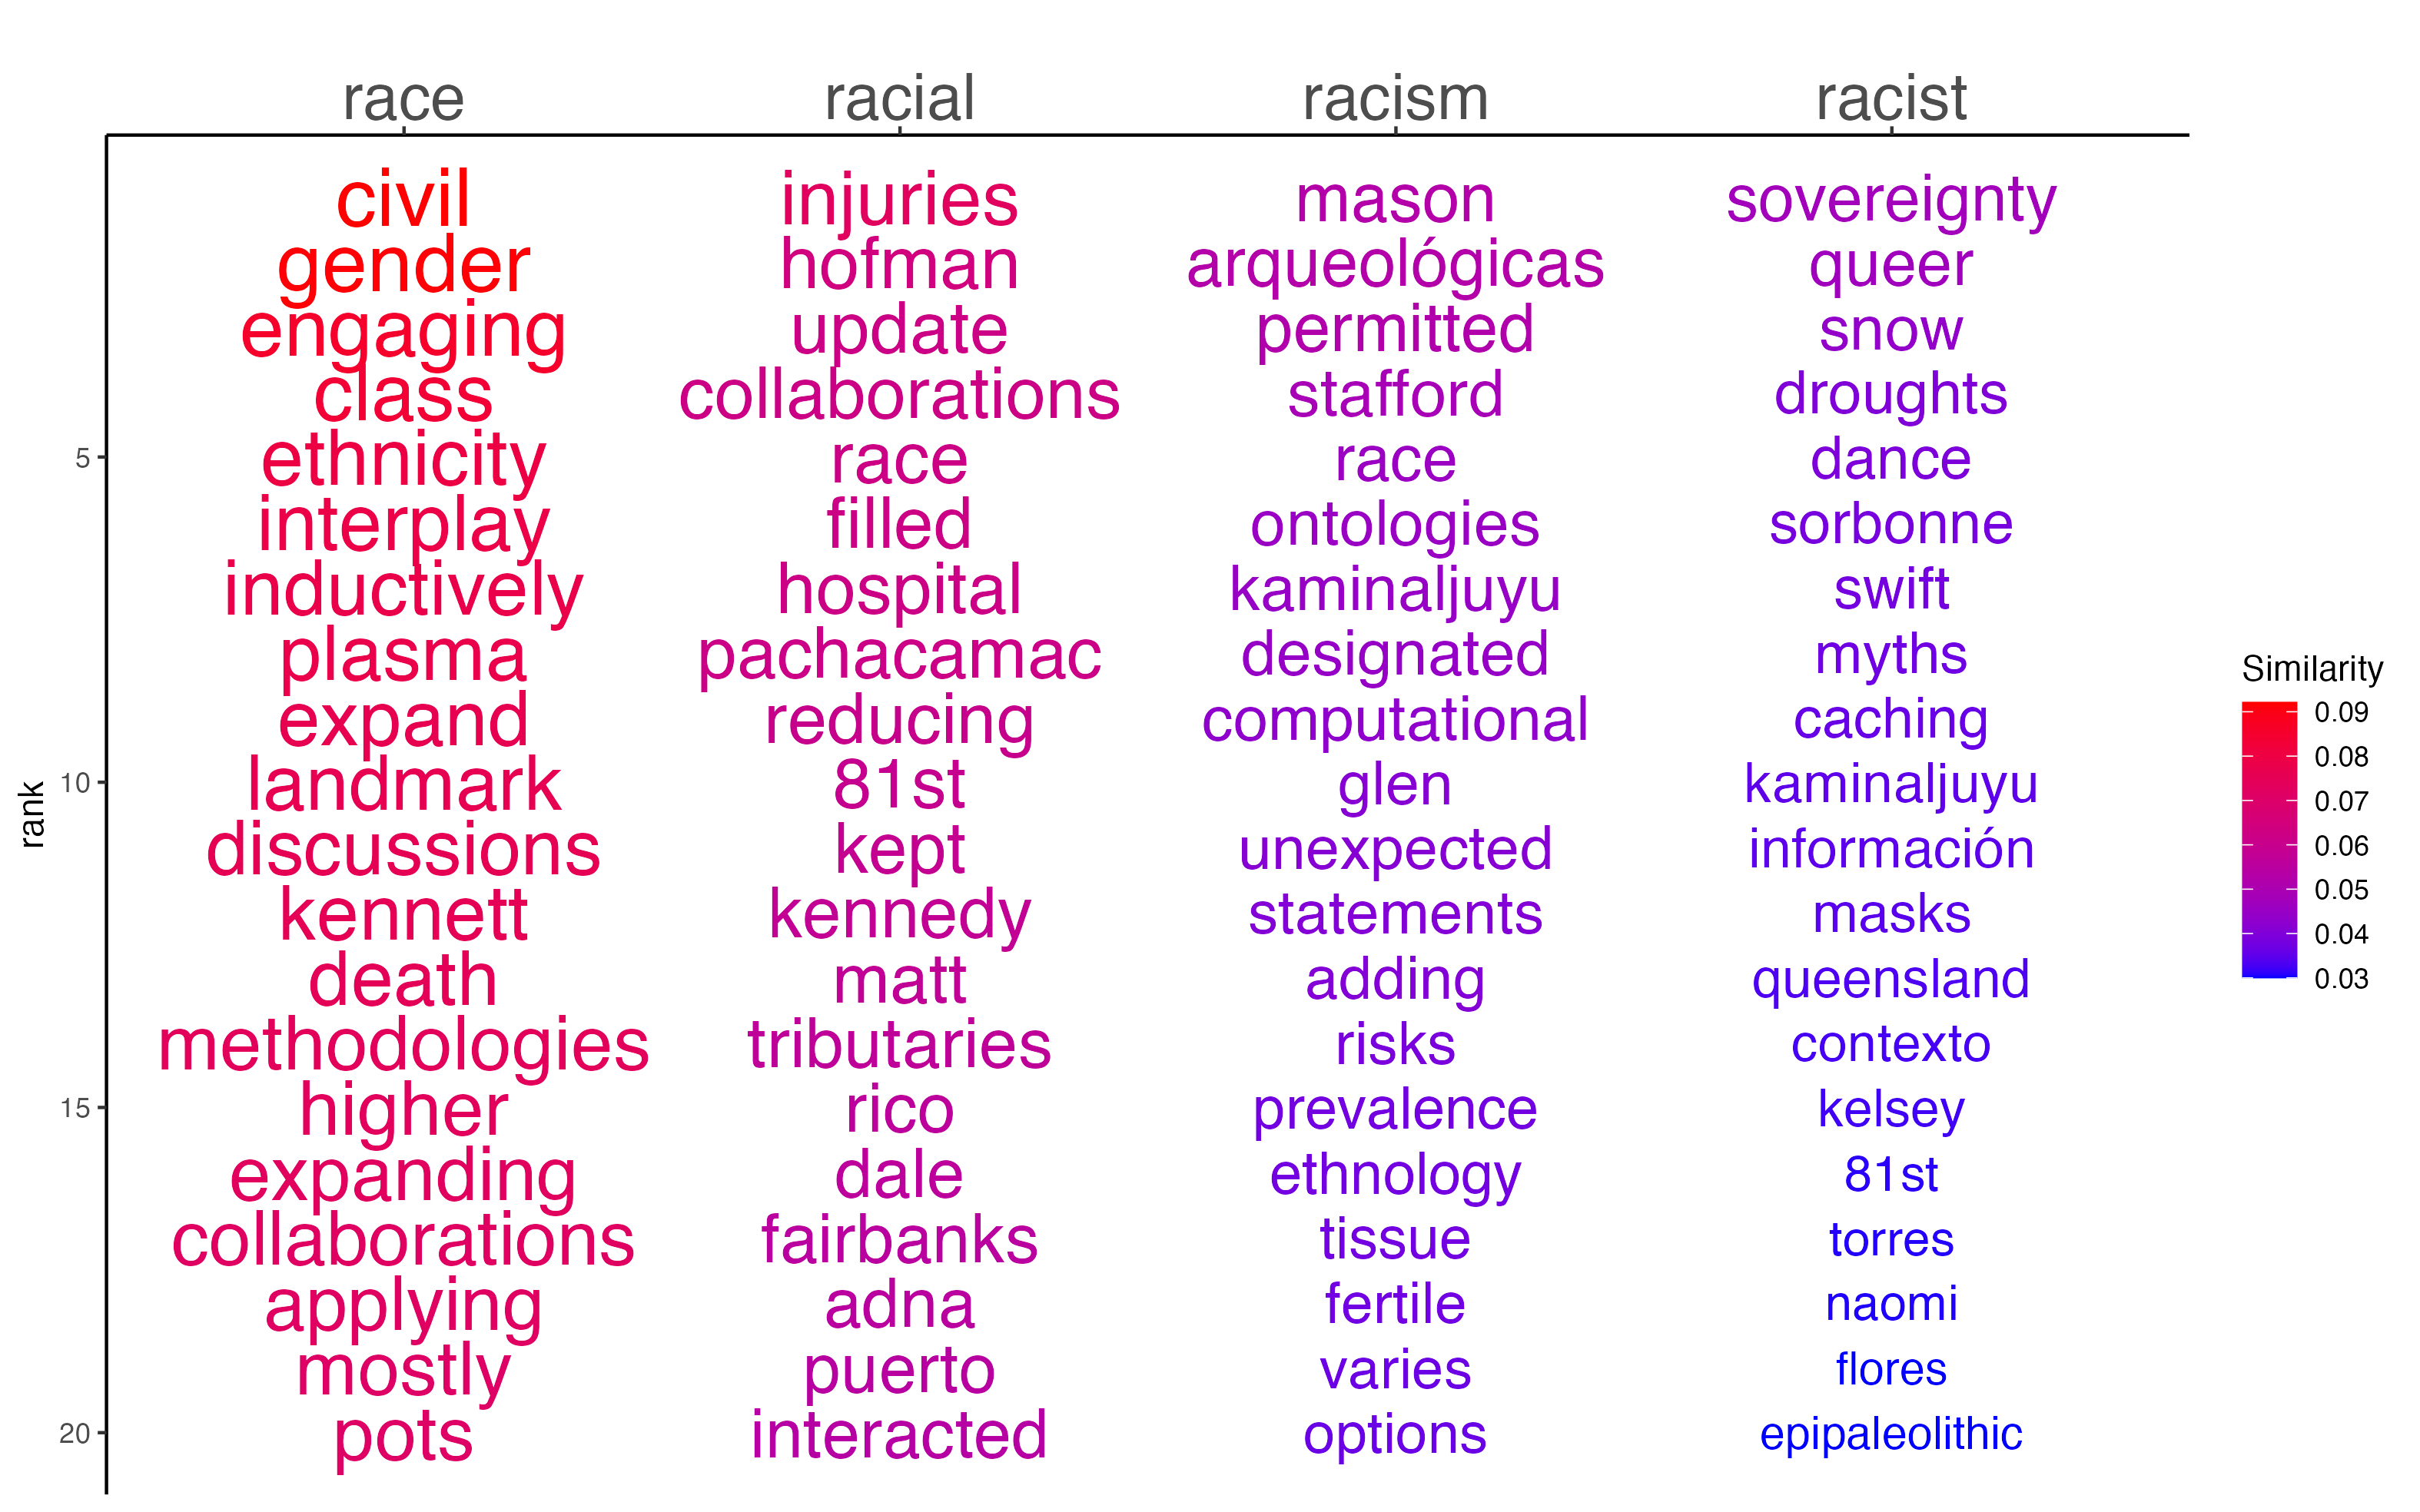 race racial racism racist
civil injuries mason sovereignty
gender hofman arqueológicas queer
engaging update permitted snow
class collaborations stafford droughts
5 ethnicity race race dance
interplay filled ontologies sorbonne
inductively hospital kaminaljuyu swift
plasma pachacamac designated myths
expand reducing computational caching
10 landmark 81st glen kaminaljuyu
discussions kept unexpected información
kennett kennedy statements masks
death matt adding queensland
methodologies tributaries risks contexto
15 higher rico prevalence kelsey
expanding dale ethnology 81st
collaborations fairbanks tissue torres
applying adna fertile naomi
mostly puerto varies flores
20 pots interacted options epipaleolithic
rank
Similarity
0.09
0.08
0.07
0.06
0.05
0.04
0.03